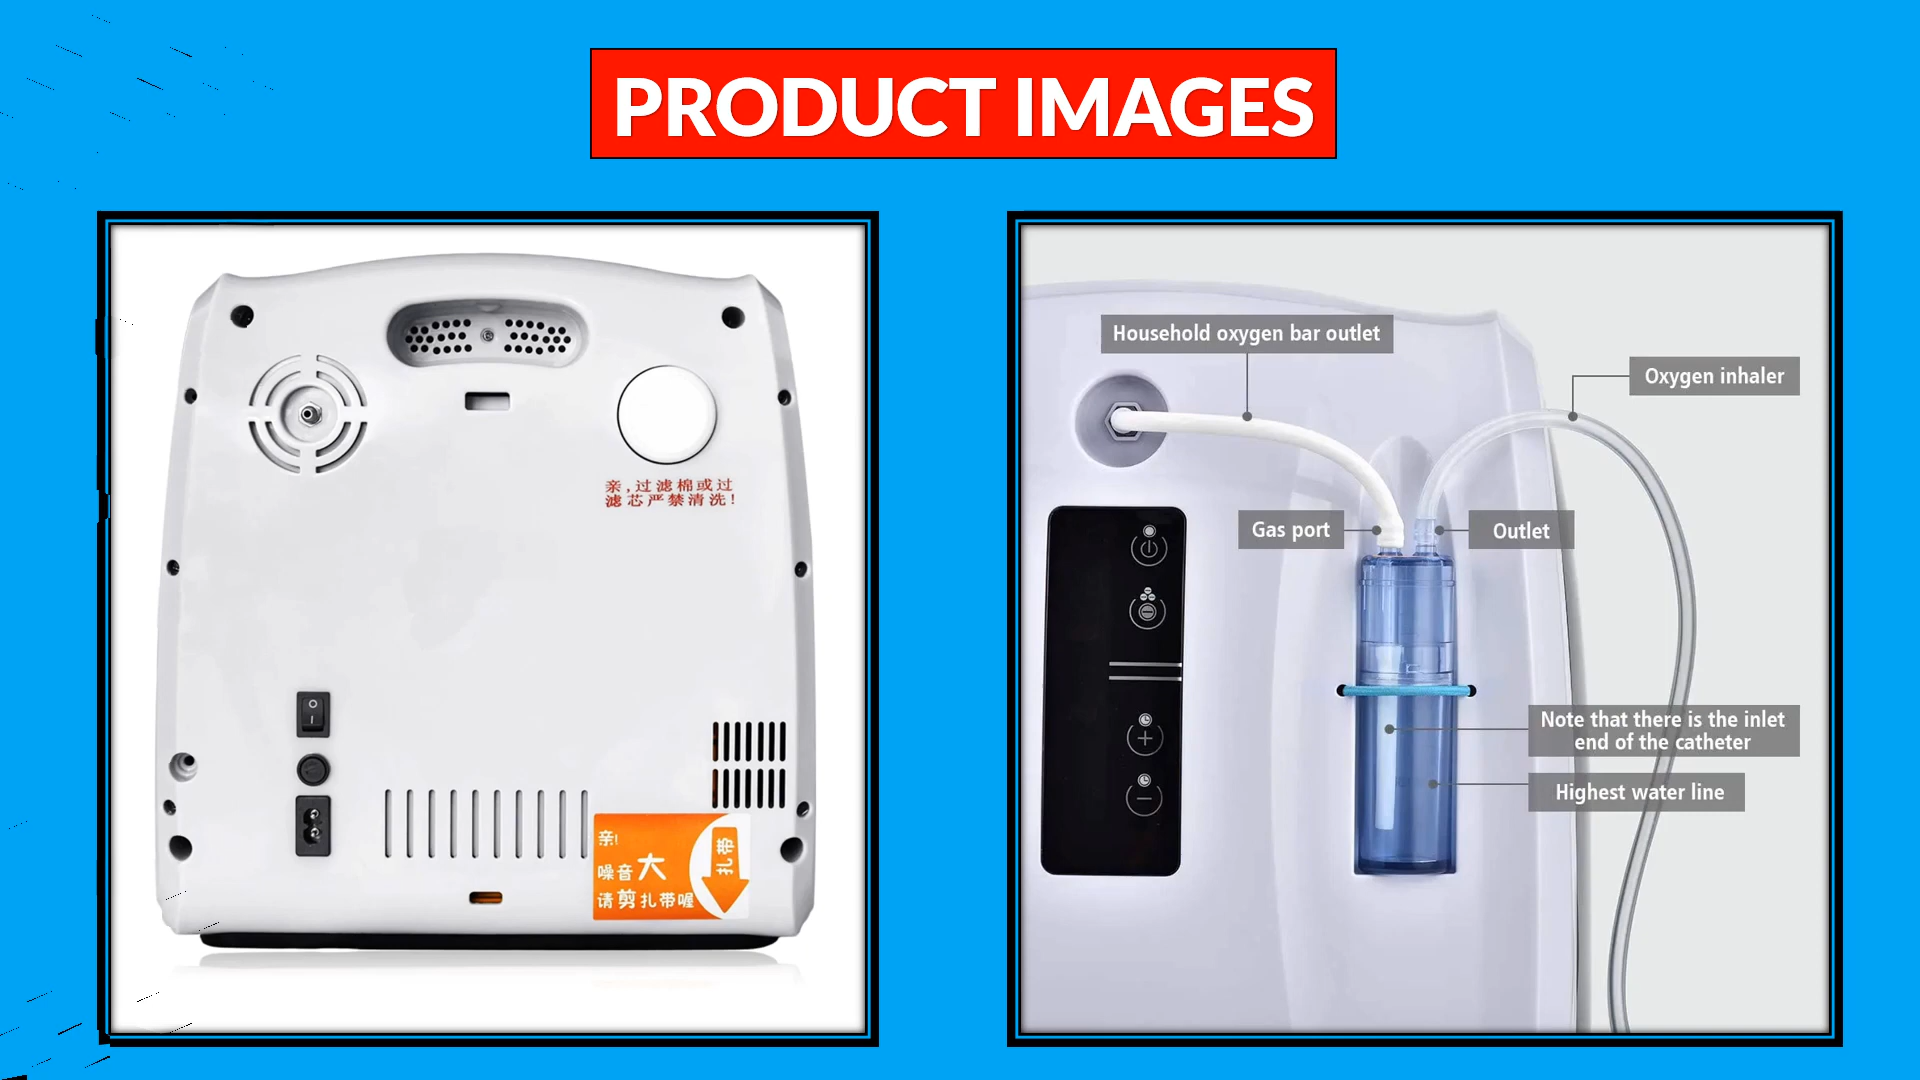 PRODUCT IMAGES
亲,过滤棉或过
滤芯严禁清洗!
亲!
噪音大
请剪扎带喔
扎带
Household oxygen bar outlet
Oxygen inhaler
Gas port
Outlet
Note that there is the inlet
end of the catheter
Highest water line